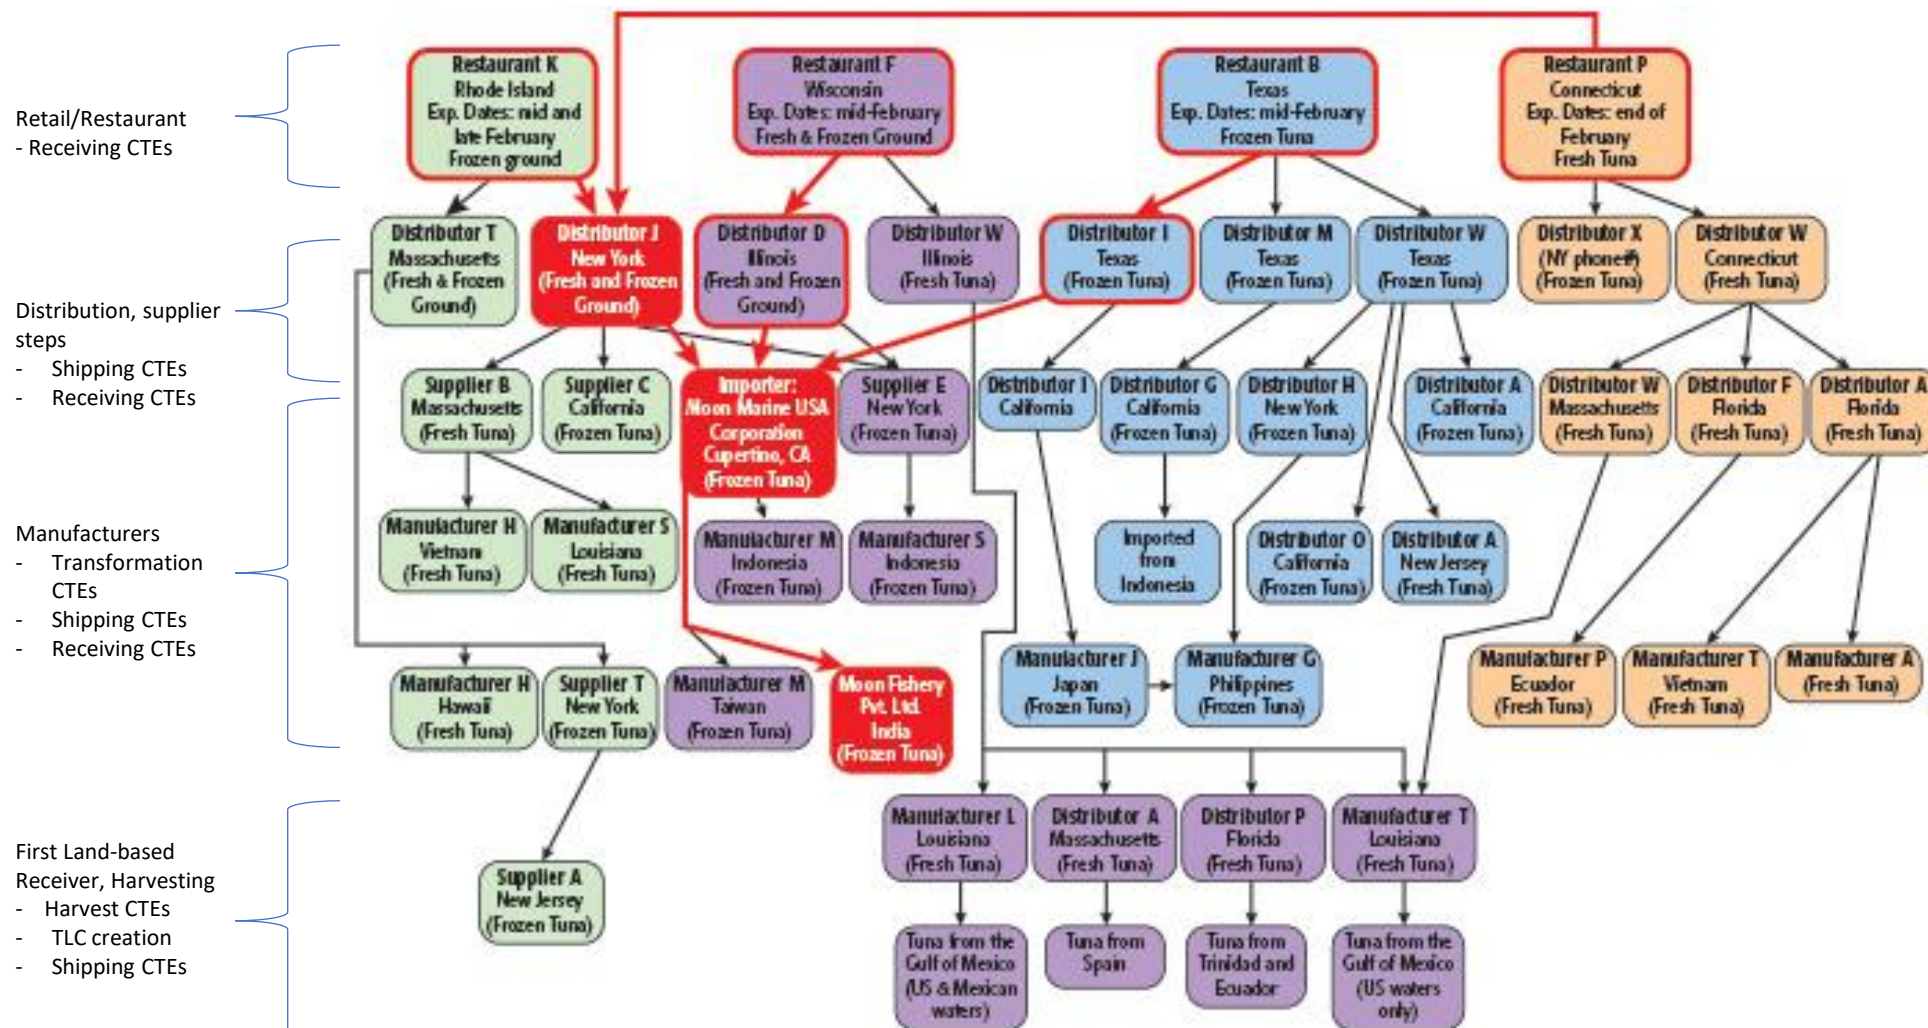 Retail/Restaurant
- Receiving CTEs
Distribution, supplier
steps
- Shipping CTEs
- Receiving CTEs
Manufacturers
- Transformation
CTEs
- Shipping CTEs
- Receiving CTEs
First Land-based
Receiver, Harvesting
- Harvest CTEs
- TLC creation
- Shipping CTEs
Restaurant K
Rhode Island
Exp. Dates: mid and
late February
Frozen ground
Restaurant F
Wisconsin
Exp. Dates: mid-february
Fresh & Frozen Ground
Restaurant B
Texas
Exp. Dates: mid-February
Frozen Tuna
Restaurant P
Connecticut
Exp. Dates: end of
February
Fresh Tuna
Distributor T
Massachusetts
(Fresh & Frozen
Ground)
Distributor J
New York
(Fresh and Frozen
Ground)
Distributor D
Illinois
(Fresh and Frozen
Ground)
Distributor W
Illinois
(Fresh Tuna)
Distributor I
Texas
(Frozen Tuna)
Distributor M
Texas
(Frozen Tuna)
Distributor W
Texas
(Frozen Tuna)
Distributor X
(NY phone#)
(Frozen Tuna)
Distributor W
Connecticut
(Fresh Tuna)
Supplier B
Massachusetts
(Fresh Tuna)
Supplier C
California
(Frozen Tuna)
Importer:
Moon Marine USA
Corporation
Cupertino, CA
(Frozen Tuna)
Supplier E
New York
(Frozen Tuna)
Distributor I
California
Distributor G
California
(Frozen Tuna)
Distributor H
New York
(Frozen Tuna)
Distributor A
California
(Frozen Tuna)
Distributor W
Massachusetts
(Fresh Tuna)
Distributor F
Florida
(Fresh Tuna)
Distributor A
Florida
(Fresh Tuna)
Manufacturer H
Vietnam
(Fresh Tuna)
Manufacturer S
Louisiana
(Fresh Tuna)
Manufacturer M
Indonesia
(Frozen Tuna)
Manufacturer S
Indonesia
(Frozen Tuna)
Imported
from
Indonesia
Distributor O
California
(Frozen Tuna)
Distributor A
New Jersey
(Fresh Tuna)
Manufacturer H
Hawaii
(Fresh Tuna)
Supplier T
New York
(Frozen Tuna)
Manufacturer M
Taiwan
(Frozen Tuna)
Moon Fishery
Pvt. Ltd.
India
(Frozen Tuna)
Manufacturer J
Japan
(Frozen Tuna)
Manufacturer G
Philippines
(Frozen Tuna)
Manufacturer P
Ecuador
(Fresh Tuna)
Manufacturer T
Vietnam
(Fresh Tuna)
Manufacturer A
(Fresh Tuna)
Supplier A
New Jersey
(Frozen Tuna)
Manufacturer L
Louisiana
(Fresh Tuna)
Distributor A
Massachusetts
(Fresh Tuna)
Distributor P
Florida
(Fresh Tuna)
Manufacturer T
Louisiana
(Fresh Tuna)
Tuna from the
Gulf of Mexico
(US & Mexican
waters)
Tuna from
Spain
Tuna from
Trinidad and
Ecuador
Tuna from the
Gulf of Mexico
(US waters
only)